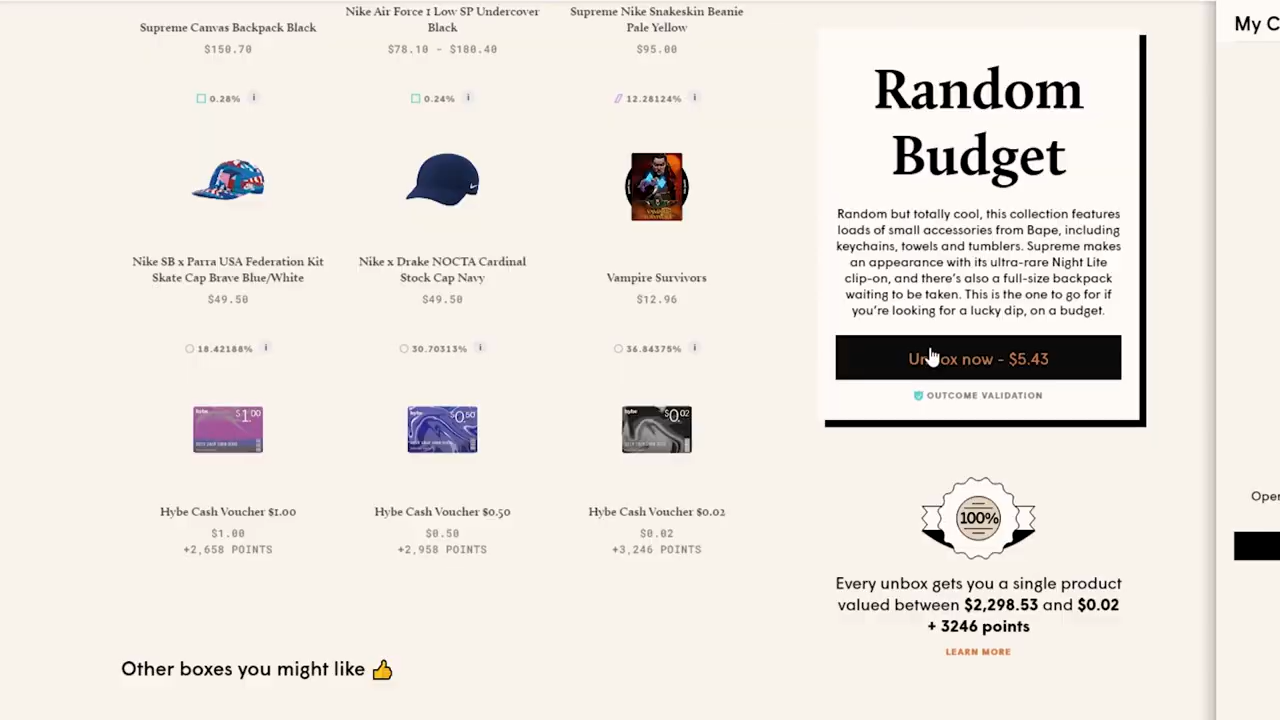 Supreme Canvas Backpack Black
$150.70
Nike Air Force 1 Low SP Undercover
Black
$78.10 - $180.40
Supreme Nike Snakeskin Beanie
Pale Yellow
$95.00
0.28% i
0.24% i
12.28124% i
Nike SB x Parra USA Federation Kit
Skate Cap Brave Blue/White
$49.50
Nike x Drake NOCTA Cardinal
Stock Cap Navy
$49.50
Vampire Survivors
$12.96
18.42188% i
30.70313% i
36.84375% i
hybe $1.00
hybe $0.50
hybe $0.02
Hybe Cash Voucher $1.00
$1.00
+2,658 POINTS
Hybe Cash Voucher $0.50
$0.50
+2,958 POINTS
Hybe Cash Voucher $0.02
$0.02
+3,246 POINTS
Other boxes you might like
Random
Budget
Random but totally cool, this collection features
loads of small accessories from Bape, including
keychains, towels and tumblers. Supreme makes
an appearance with its ultra-rare Night Lite
clip-on, and there's also a full-size backpack
waiting to be taken. This is the one to go for if
you're looking for a lucky dip, on a budget.
Unbox now - $5.43
OUTCOME VALIDATION
100%
Every unbox gets you a single product
valued between $2,298.53 and $0.02
+ 3246 points
LEARN MORE
My C
Oper